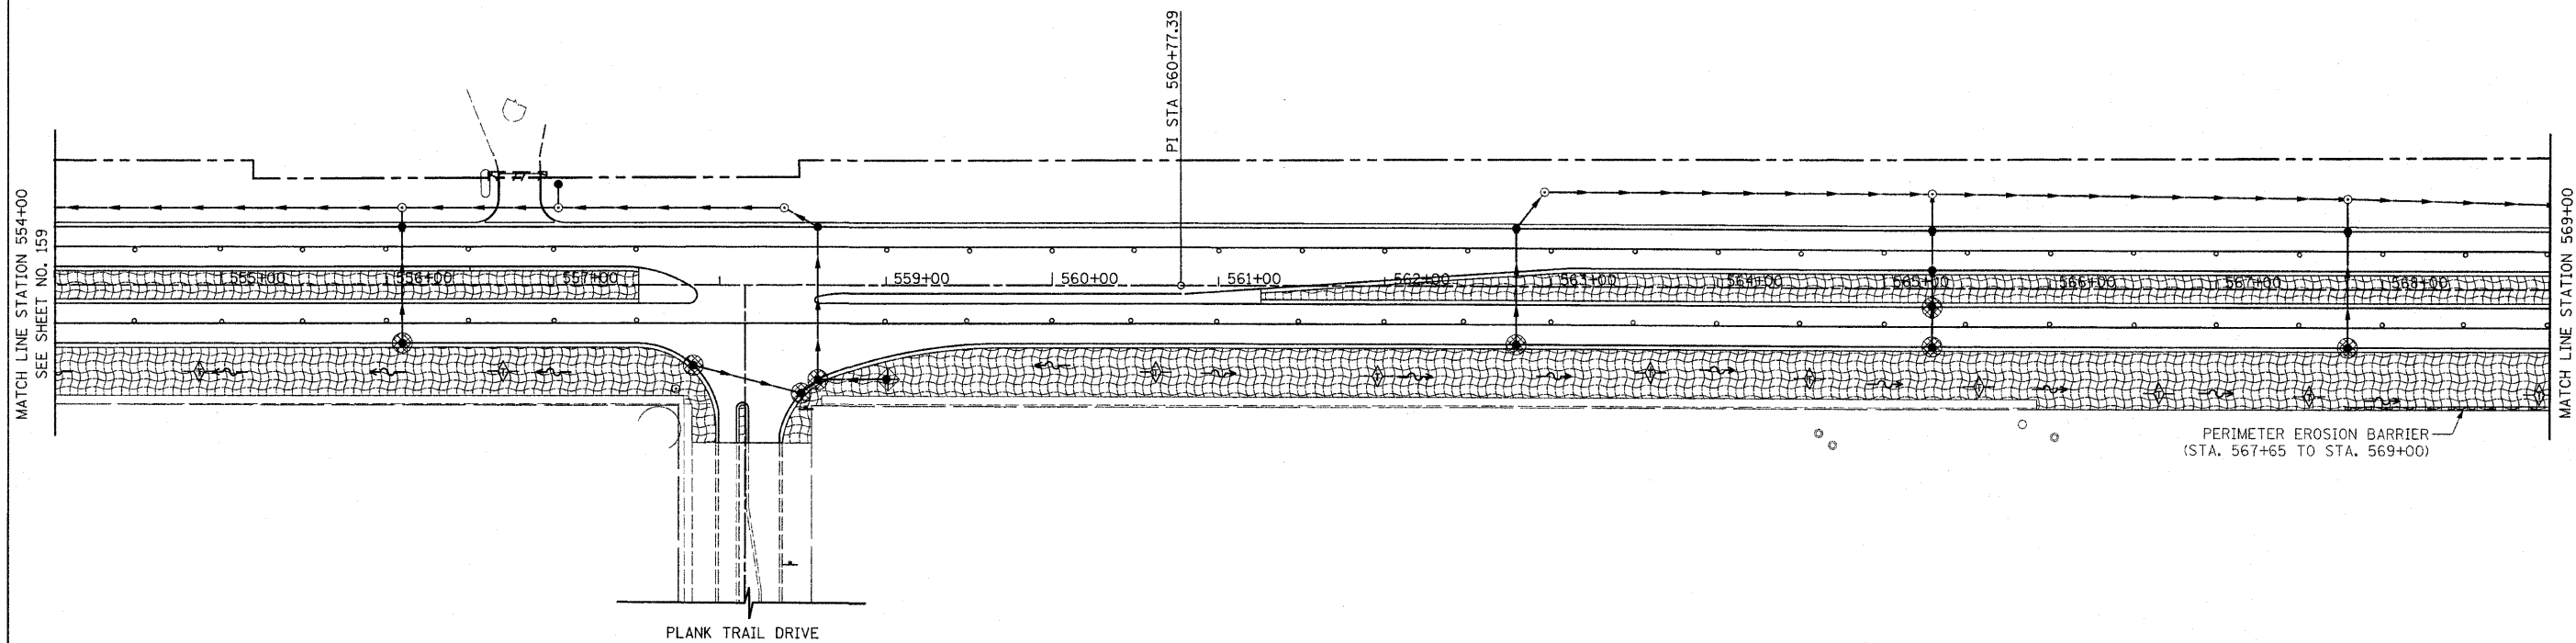 PI STA 560+77.39
MATCH LINE STATION 554+00
SEE SHEET NO. 159
555+00
556+00
557+00
559+00
560+00
561+00
562+00
563+00
564+00
565+00
566+00
567+00
568+00
MATCH LINE STATION 569+00
PERIMETER EROSION BARRIER
(STA. 567+65 TO STA. 569+00)
PLANK TRAIL DRIVE